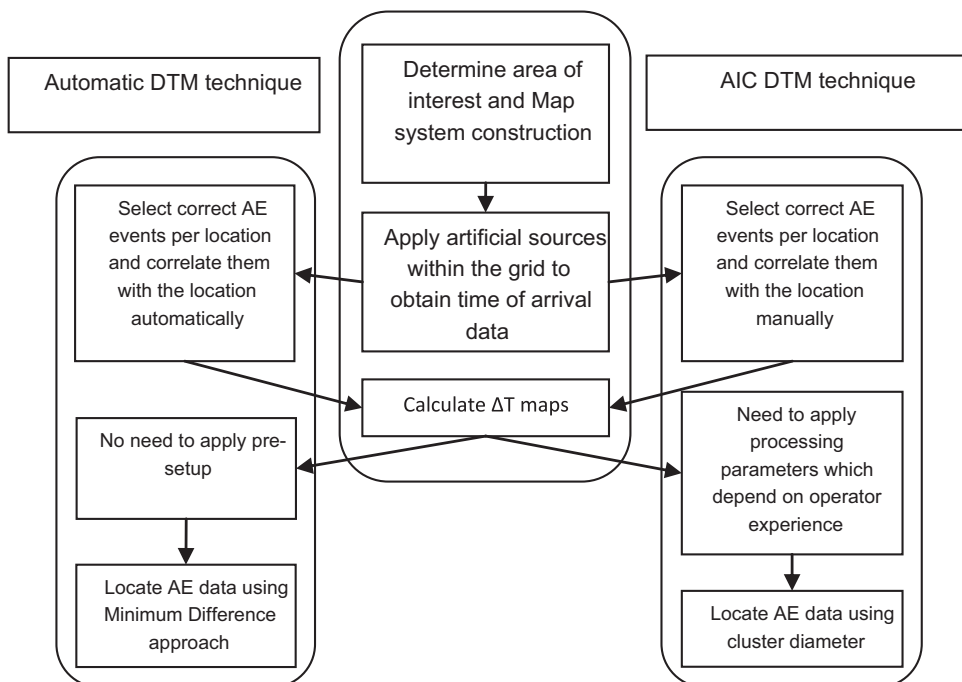 Automatic DTM technique
Determine area of
interest and Map
system construction
AIC DTM technique
Select correct AE
events per location
and correlate them
with the location
automatically
Apply artificial sources
within the grid to
obtain time of arrival
data
Select correct AE
events per location
and correlate them
with the location
manually
Calculate ΔT maps
No need to apply pre-
setup
Need to apply
processing
parameters which
depend on operator
experience
Locate AE data using
Minimum Difference
approach
Locate AE data using
cluster diameter